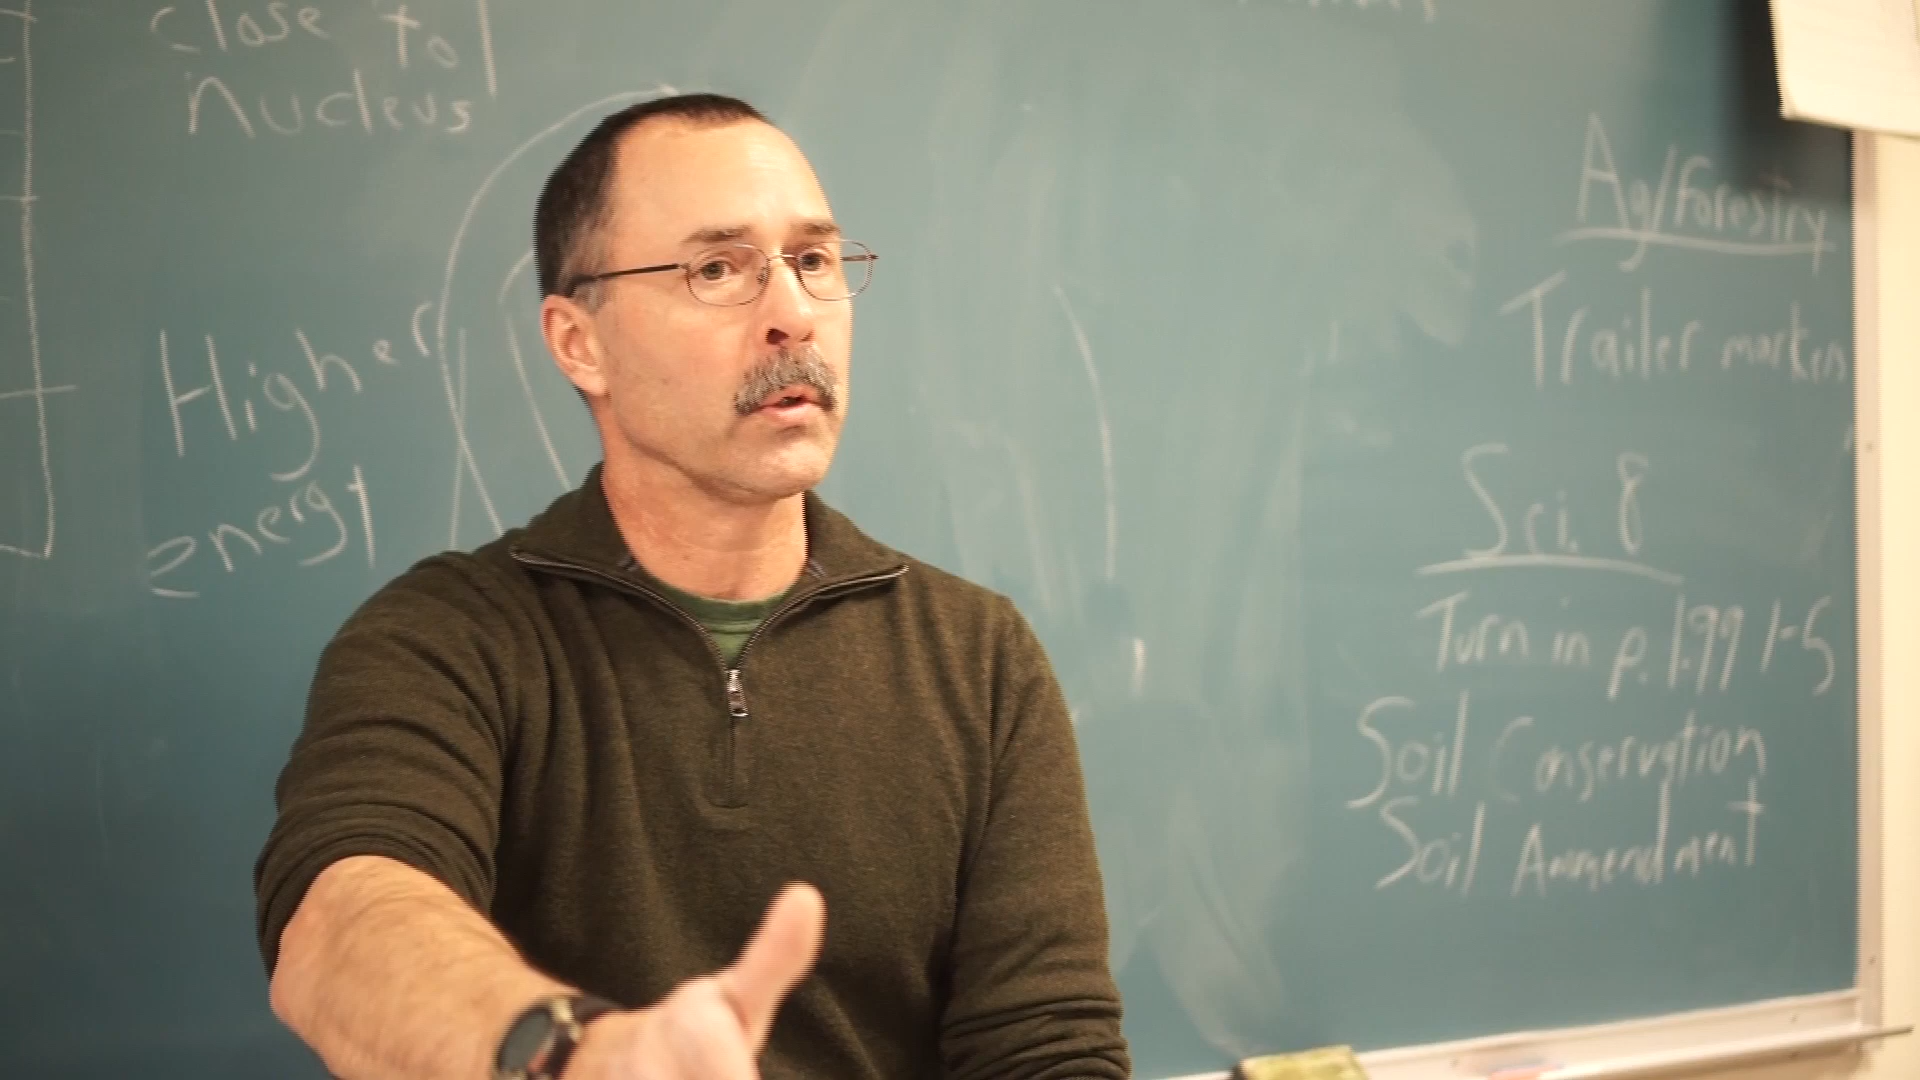 close to
nucleus
Higher
energy
Ag/Forestry
Trailer markers
Sci. 8
Turn in p. 199 1-5
Soil Conservation
Soil Ammendment